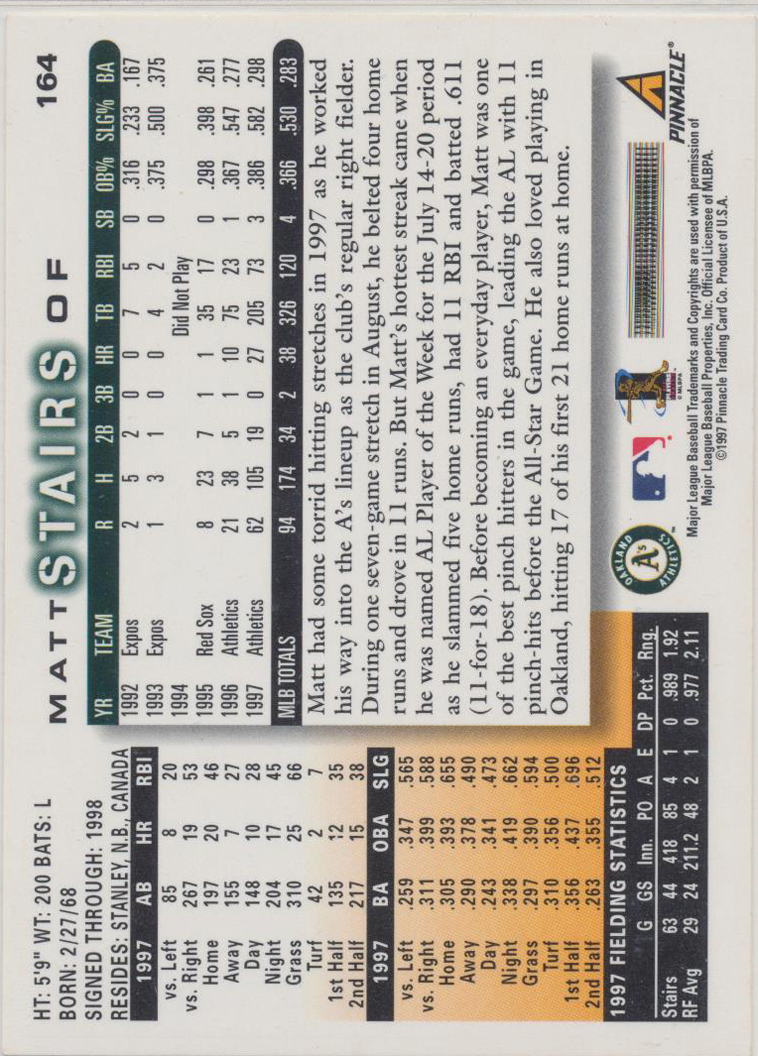 HT: 5'9" WT: 200 BATS: L
BORN: 2/27/68
SIGNED THROUGH: 1998
RESIDES: STANLEY, N.B., CANADA
MATT STAIRS OF
164
1997 AB HR RBI
vs. Left 85 8 20
vs. Right 267 19 53
Home 197 20 46
Away 155 7 27
Day 148 10 28
Night 204 17 45
Grass 310 25 66
Turf 42 2 7
1st Half 135 12 35
2nd Half 217 15 38
1997 BA OBA SLG
vs. Left .259 .347 .565
vs. Right .311 .399 .588
Home .305 .393 .655
Away .290 .378 .490
Day .243 .341 .473
Night .338 .419 .662
Grass .297 .390 .594
Turf .310 .356 .500
1st Half .356 .437 .696
2nd Half .263 .355 .512
YR TEAM R H 2B 3B HR TB RBI SB OB% SLG% BA
1992 Expos 2 5 2 0 0 7 5 0 .316 .233 .167
1993 Expos 1 3 1 0 0 4 2 0 .375 .500 .375
1994 Did Not Play
1995 Red Sox 8 23 7 1 1 35 17 0 .298 .398 .261
1996 Athletics 21 38 5 1 10 75 23 1 .367 .547 .277
1997 Athletics 62 105 19 0 27 205 73 3 .386 .582 .298
MLB TOTALS 94 174 34 2 38 326 120 4 .366 .530 .283
Matt had some torrid hitting stretches in 1997 as he worked
his way into the A's lineup as the club's regular right fielder.
During one seven-game stretch in August, he belted four home
runs and drove in 11 runs. But Matt's hottest streak came when
he was named AL Player of the Week for the July 14-20 period
as he slammed five home runs, had 11 RBI and batted .611
(11-for-18). Before becoming an everyday player, Matt was one
of the best pinch hitters in the game, leading the AL with 11
pinch-hits before the All-Star Game. He also loved playing in
Oakland, hitting 17 of his first 21 home runs at home.
1997 FIELDING STATISTICS
G GS Inn. PO A E DP Pct. Rng.
Stairs 63 44 418 85 4 1 0 .989 1.92
RF Avg 29 24 211.2 48 2 1 0 .977 2.11
OAKLAND
A's
ATHLETICS
™
© MLBPA
PINNACLE®
Major League Baseball Trademarks and Copyrights are used with permission of
Major League Baseball Properties, Inc. Official Licensee of MLBPA.
©1997 Pinnacle Trading Card Co. Product of U.S.A.